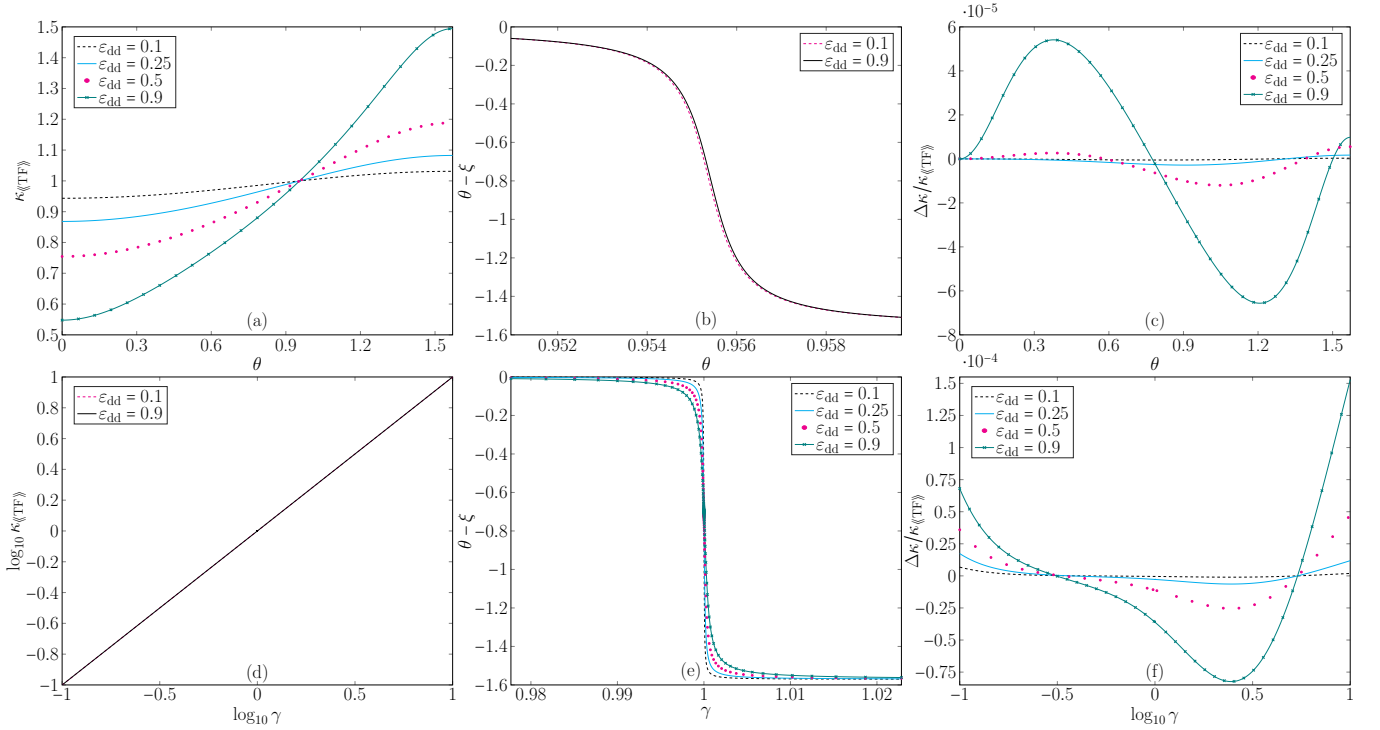 1.5
1.4
1.3
1.2
1.1
1
0.9
0.8
0.7
0.6
0.5
κ⟪TF⟫
ε_dd = 0.1
ε_dd = 0.25
ε_dd = 0.5
ε_dd = 0.9
(a)
0 0.3 0.6 0.9 1.2 1.5
θ
0
−0.2
−0.4
−0.6
−0.8
−1
−1.2
−1.4
−1.6
θ − ξ
ε_dd = 0.1
ε_dd = 0.9
(b)
0.952 0.954 0.956 0.958
θ
·10⁻⁵
6
4
2
0
−2
−4
−6
−8
Δκ/κ⟪TF⟫
ε_dd = 0.1
ε_dd = 0.25
ε_dd = 0.5
ε_dd = 0.9
(c)
0 0.3 0.6 0.9 1.2 1.5
θ
1
0.8
0.6
0.4
0.2
0
−0.2
−0.4
−0.6
−0.8
−1
log₁₀ κ⟪TF⟫
ε_dd = 0.1
ε_dd = 0.9
(d)
−1 −0.5 0 0.5 1
log₁₀ γ
0
−0.2
−0.4
−0.6
−0.8
−1
−1.2
−1.4
−1.6
θ − ξ
ε_dd = 0.1
ε_dd = 0.25
ε_dd = 0.5
ε_dd = 0.9
(e)
0.98 0.99 1 1.01 1.02
γ
·10⁻⁴
1.5
1.25
1
0.75
0.5
0.25
0
−0.25
−0.5
−0.75
Δκ/κ⟪TF⟫
ε_dd = 0.1
ε_dd = 0.25
ε_dd = 0.5
ε_dd = 0.9
(f)
−1 −0.5 0 0.5 1
log₁₀ γ